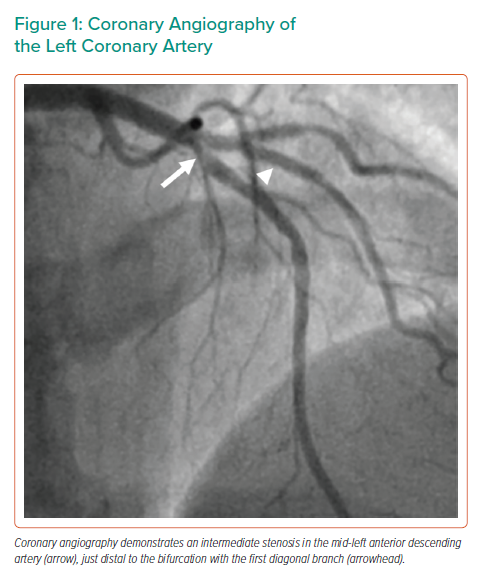 Figure 1: Coronary Angiography of
the Left Coronary Artery
Coronary angiography demonstrates an intermediate stenosis in the mid-left anterior descending
artery (arrow), just distal to the bifurcation with the first diagonal branch (arrowhead).